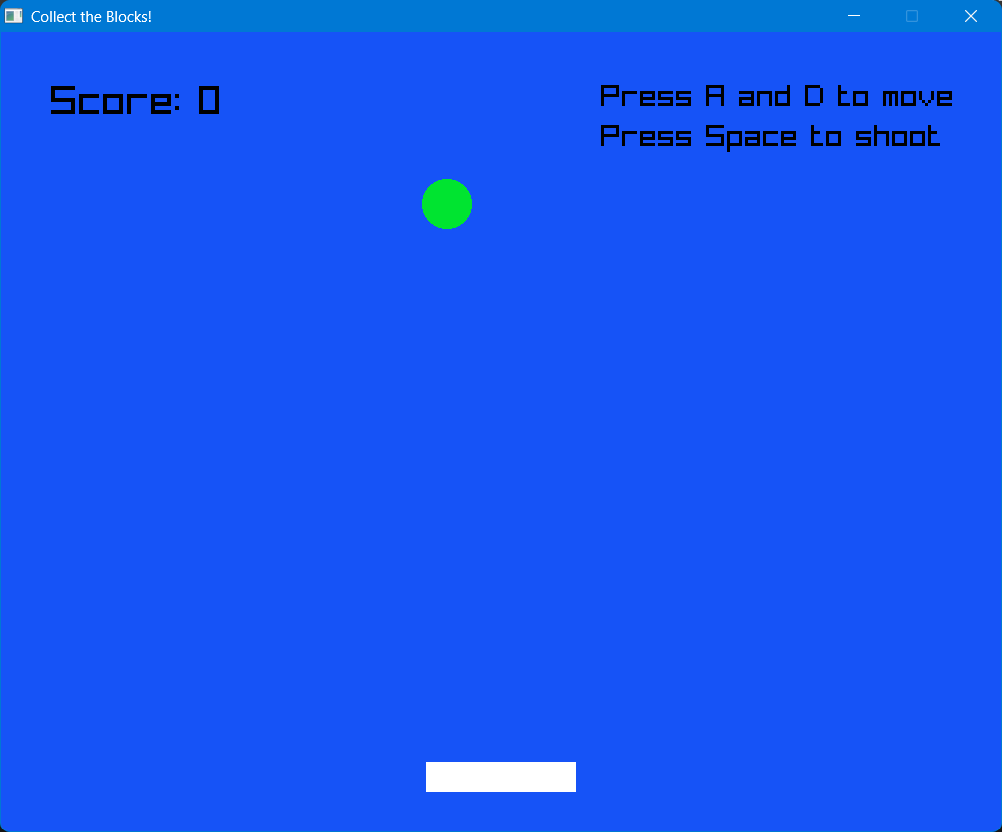 Collect the Blocks!
Score: 0
Press A and D to move
Press Space to shoot